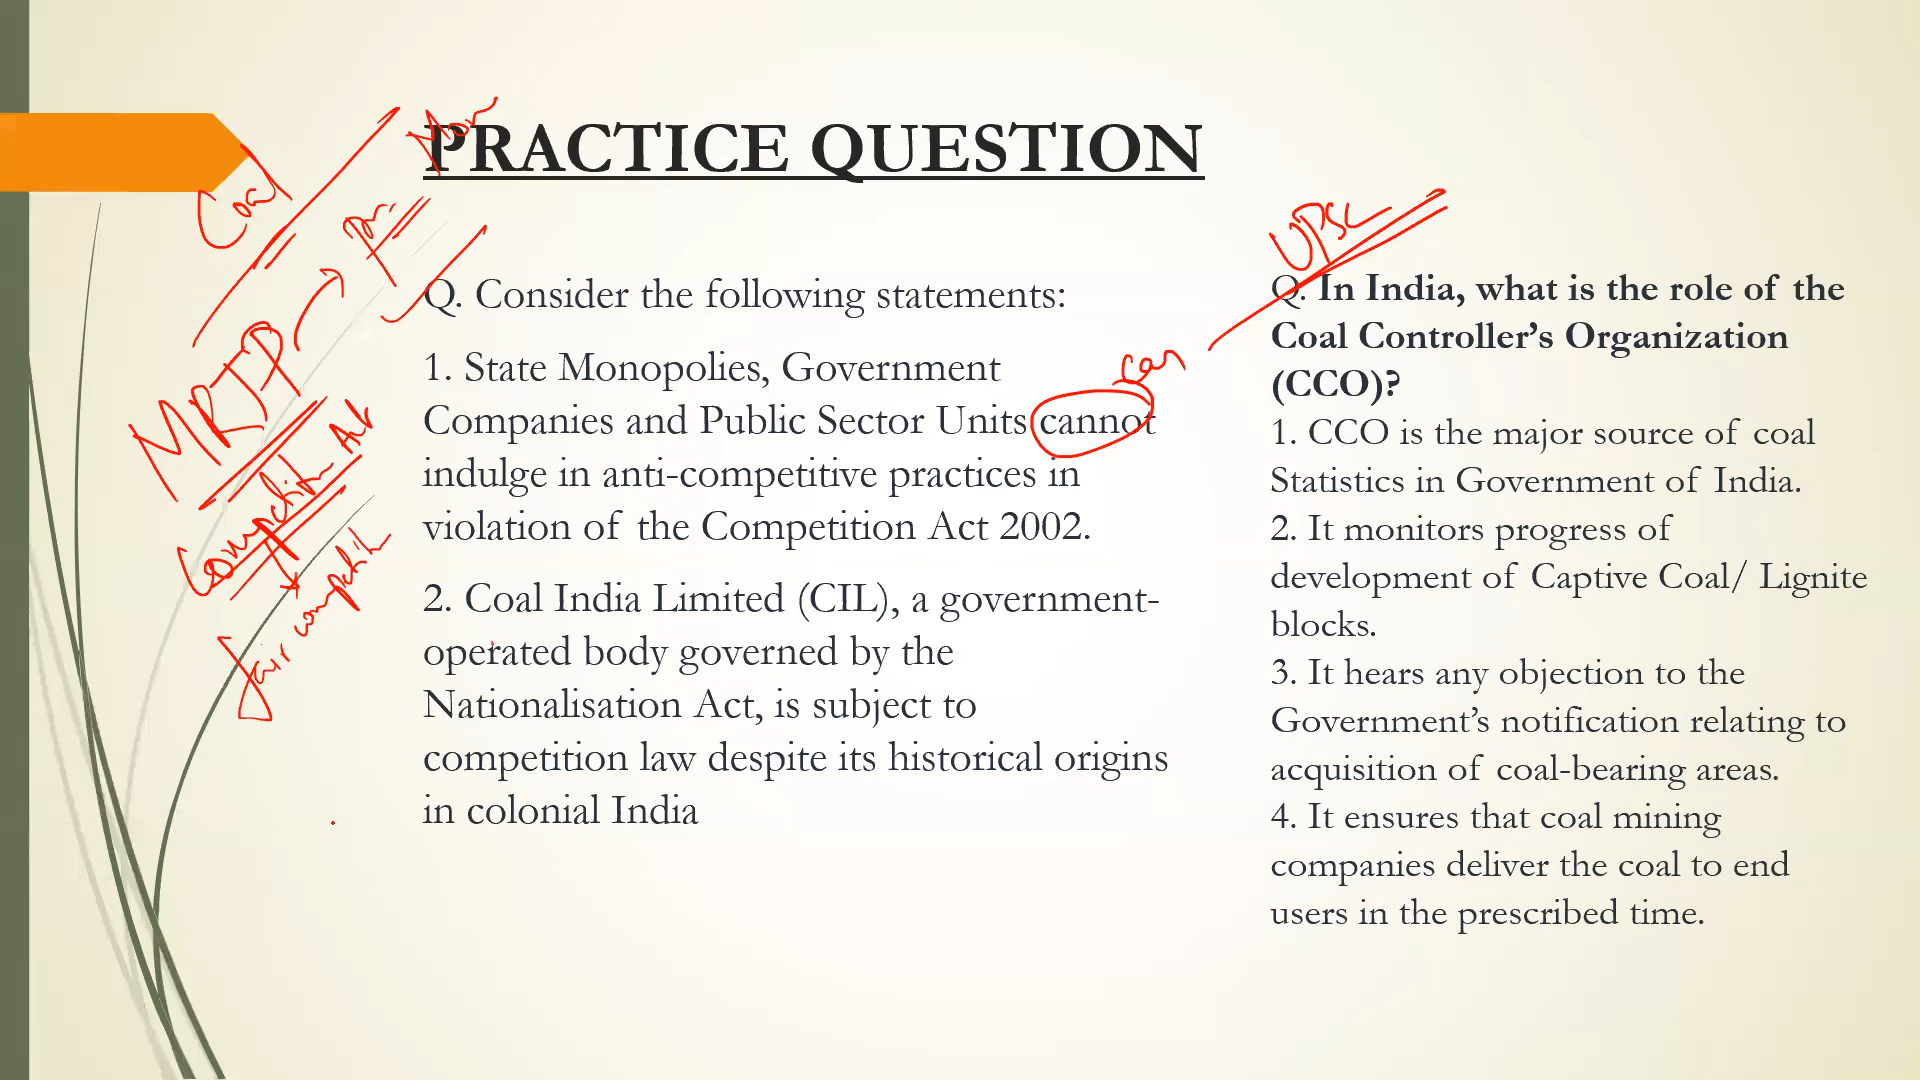 PRACTICE QUESTION
Coal
Mon
MRTP
Competition Act
fair competition
Q. Consider the following statements:
1. State Monopolies, Government
Companies and Public Sector Units cannot
can
indulge in anti-competitive practices in
violation of the Competition Act 2002.
2. Coal India Limited (CIL), a government-
operated body governed by the
Nationalisation Act, is subject to
competition law despite its historical origins
in colonial India
UPSC
Q. In India, what is the role of the
Coal Controller’s Organization
(CCO)?
1. CCO is the major source of coal
Statistics in Government of India.
2. It monitors progress of
development of Captive Coal/ Lignite
blocks.
3. It hears any objection to the
Government’s notification relating to
acquisition of coal-bearing areas.
4. It ensures that coal mining
companies deliver the coal to end
users in the prescribed time.